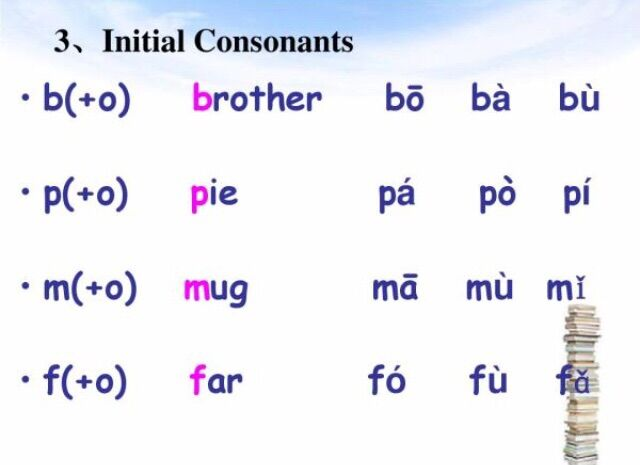 3、Initial Consonants
• b(+o) brother bō bà bù
• p(+o) pie pá pò pí
• m(+o) mug mā mù mǐ
• f(+o) far fó fù fǎ